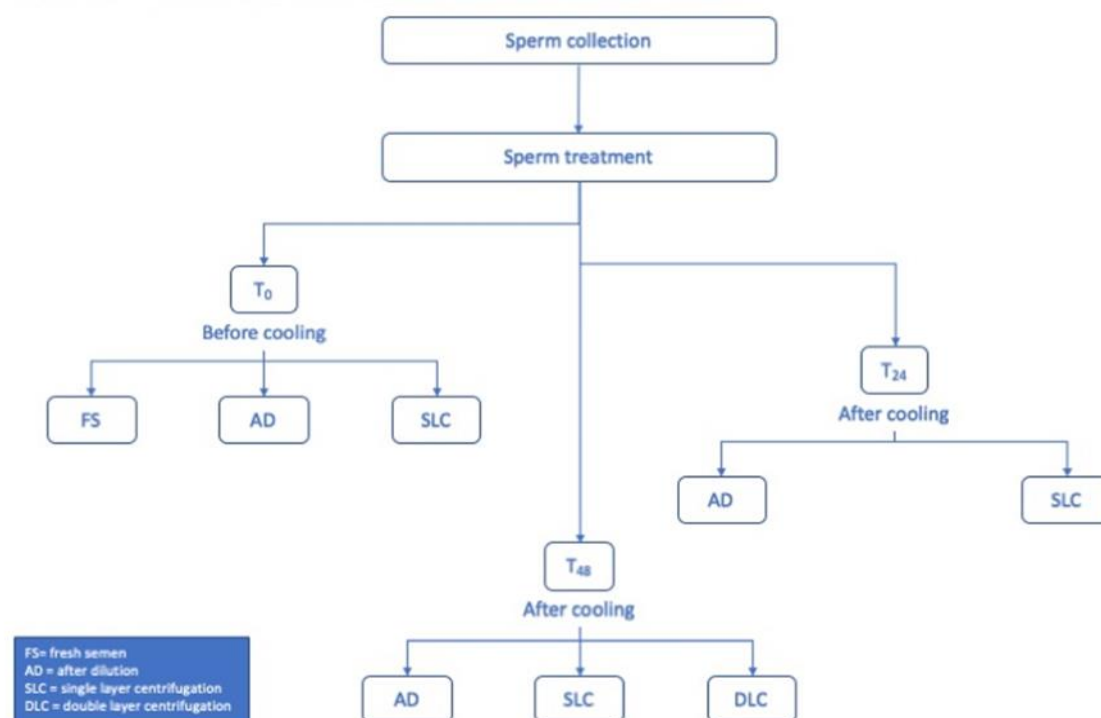 Sperm collection
Sperm treatment
T₀
Before cooling
FS
AD
SLC
T₂₄
After cooling
AD
SLC
T₄₈
After cooling
AD
SLC
DLC
FS= fresh semen
AD = after dilution
SLC = single layer centrifugation
DLC = double layer centrifugation